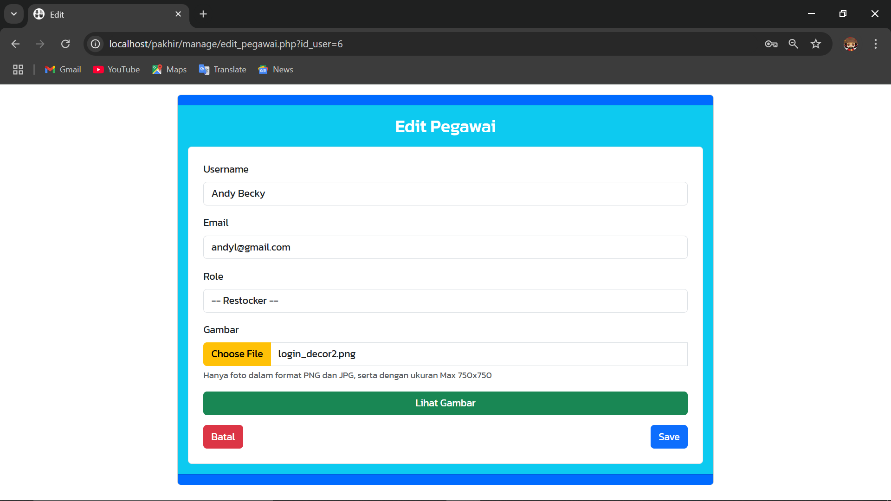 Edit
localhost/pakhir/manage/edit_pegawai.php?id_user=6
Gmail YouTube Maps Translate News
Edit Pegawai
Username
Andy Becky
Email
andyl@gmail.com
Role
-- Restocker --
Gambar
Choose File login_decor2.png
Hanya foto dalam format PNG dan JPG, serta dengan ukuran Max 750x750
Lihat Gambar
Batal Save